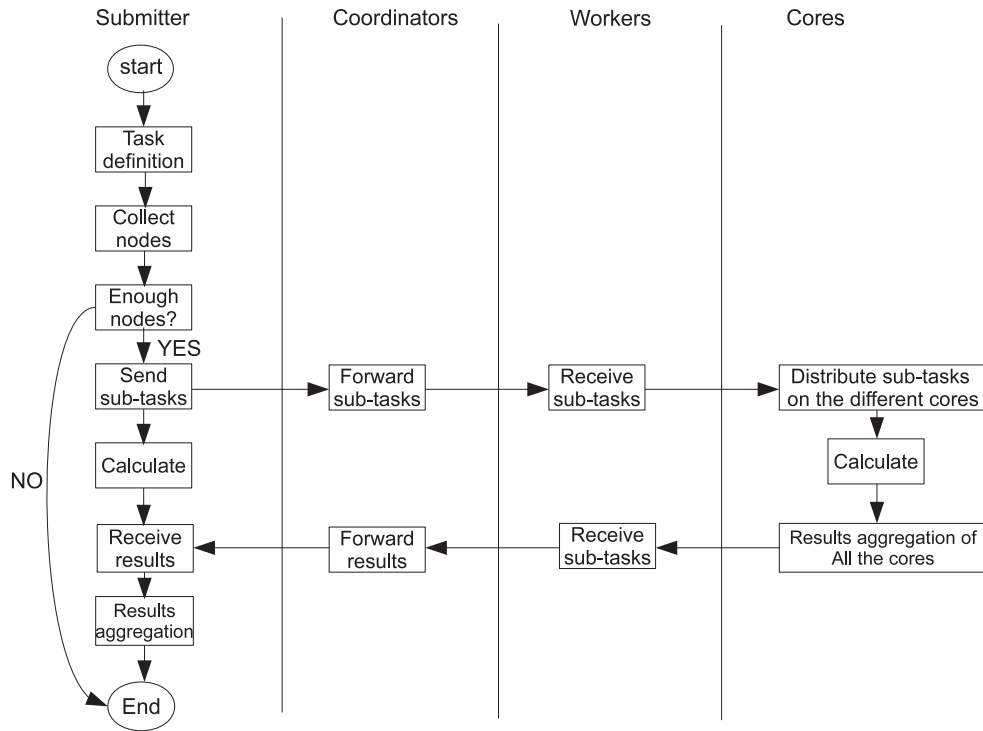 Submitter
Coordinators
Workers
Cores
start
Task
definition
Collect
nodes
Enough
nodes?
YES
NO
Send
sub-tasks
Forward
sub-tasks
Receive
sub-tasks
Distribute sub-tasks
on the different cores
Calculate
Calculate
Receive
results
Forward
results
Receive
sub-tasks
Results aggregation of
All the cores
Results
aggregation
End